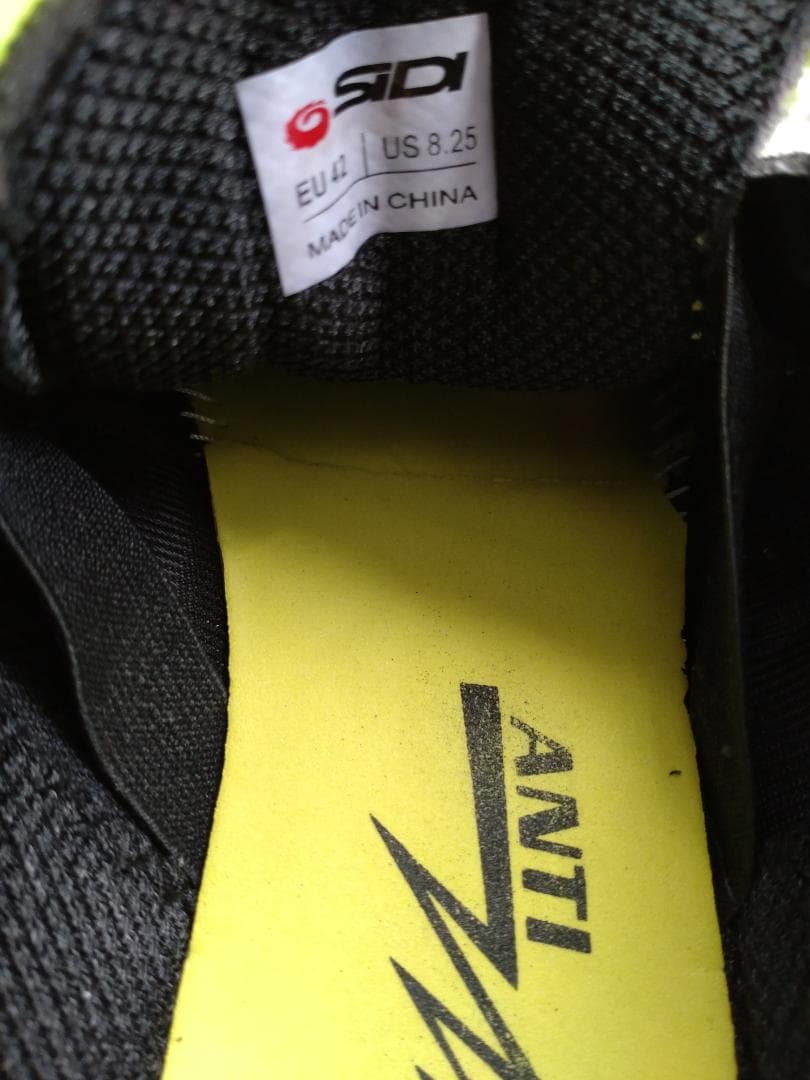 SIDI
EU 42 | US 8.25
MADE IN CHINA
ANTI